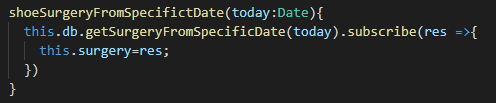 shoeSurgeryFromSpecifictDate(today:Date){
this.db.getSurgeryFromSpecificDate(today).subscribe(res =>{
this.surgery=res;
})
}